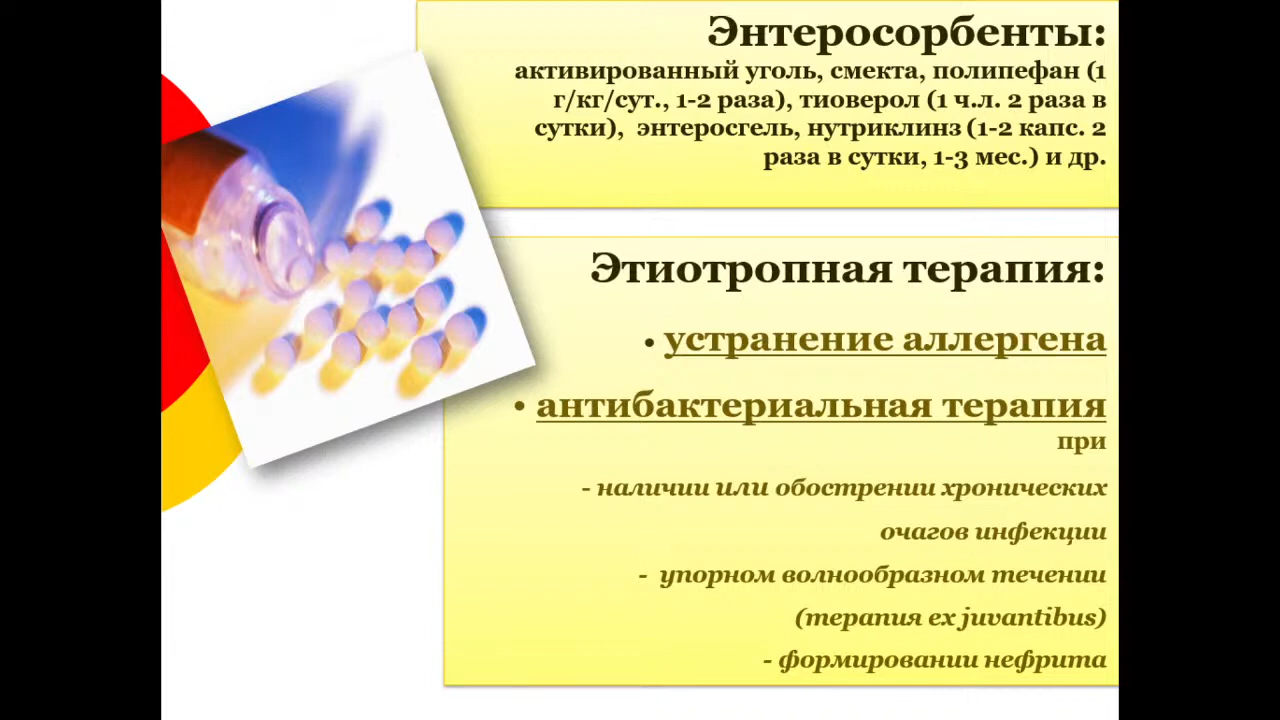 Энтеросорбенты:
активированный уголь, смекта, полипефан (1
г/кг/сут., 1-2 раза), тиоверол (1 ч.л. 2 раза в
сутки), энтеросгель, нутриклинз (1-2 капс. 2
раза в сутки, 1-3 мес.) и др.
Этиотропная терапия:
• устранение аллергена
• антибактериальная терапия
при
- наличии или обострении хронических
очагов инфекции
- упорном волнообразном течении
(терапия ex juvantibus)
- формировании нефрита